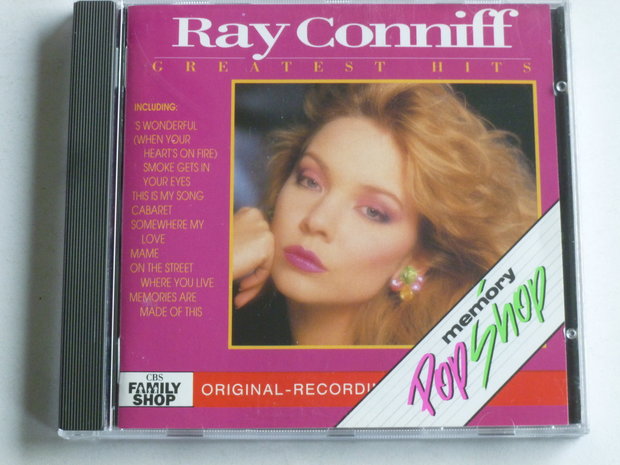 Ray Conniff
GREATEST HITS
INCLUDING:
'S WONDERFUL
(WHEN YOUR
HEART'S ON FIRE)
SMOKE GETS IN
YOUR EYES
THIS IS MY SONG
CABARET
SOMEWHERE MY
LOVE
MAME
ON THE STREET
WHERE YOU LIVE
MEMORIES ARE
MADE OF THIS
memory
Pop Shop
CBS
FAMILY
SHOP
ORIGINAL-RECORDI